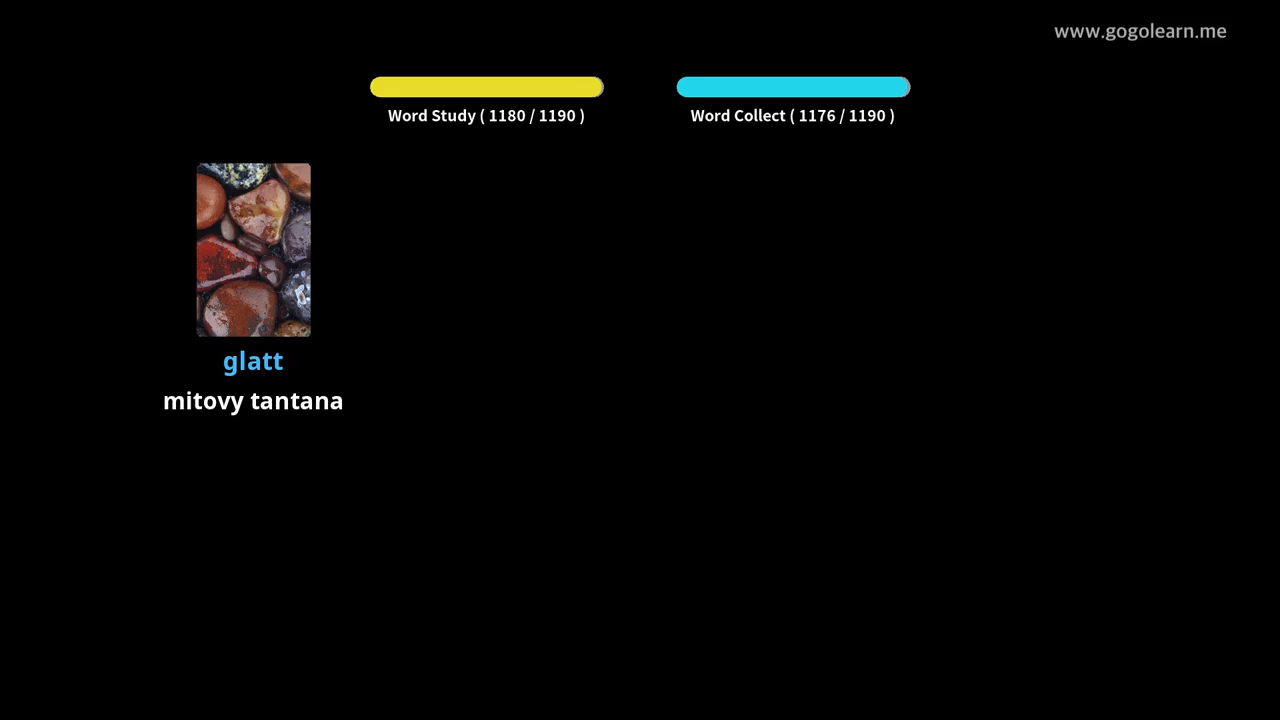 www.gogolearn.me
Word Study ( 1180 / 1190 )
Word Collect ( 1176 / 1190 )
glatt
mitovy tantana